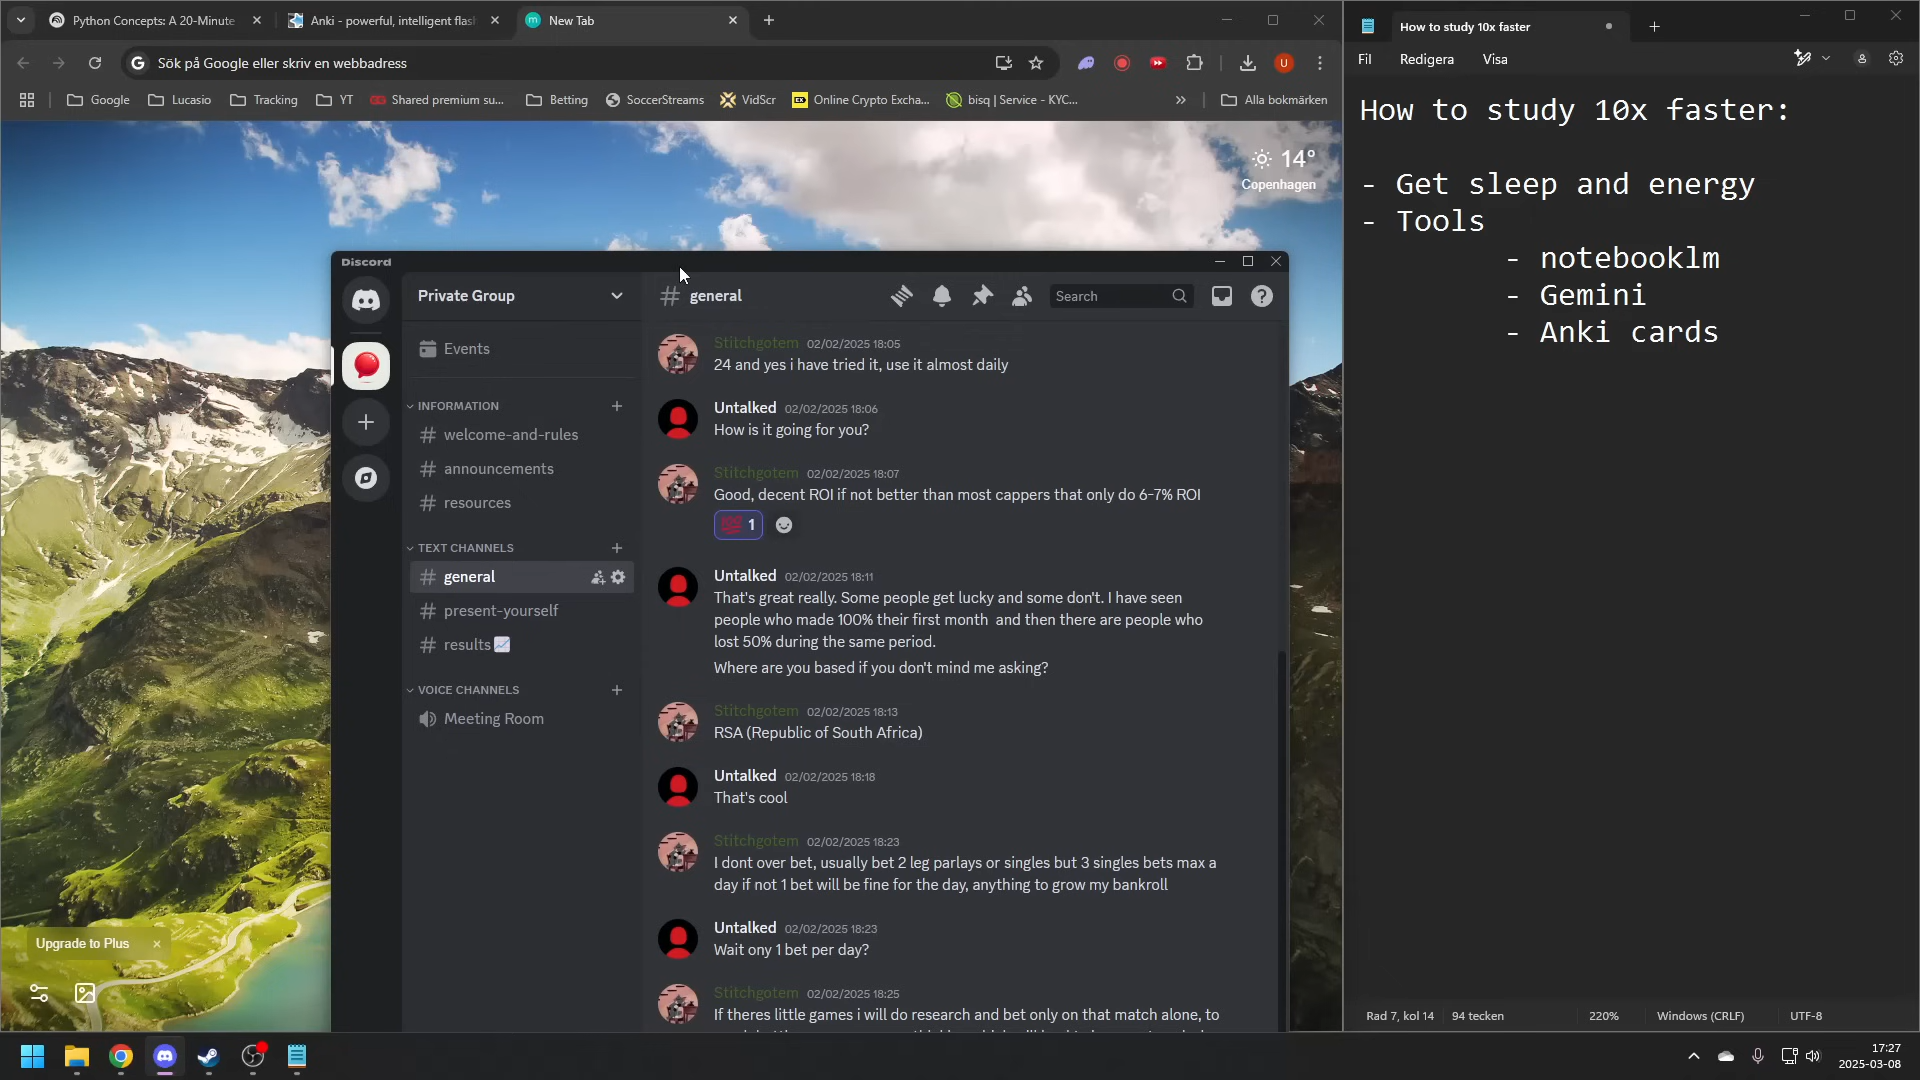 Python Concepts: A 20-Minute
Anki - powerful, intelligent flas
New Tab
Sök på Google eller skriv en webbadress
U
Google
Lucasio
Tracking
YT
Shared premium su...
Betting
SoccerStreams
VidScr
Online Crypto Excha...
bisq | Service - KYC...
Alla bokmärken
14°
Copenhagen
Discord
Private Group
general
Search
Events
INFORMATION
welcome-and-rules
announcements
resources
TEXT CHANNELS
general
present-yourself
results
VOICE CHANNELS
Meeting Room
Stitchgotem 02/02/2025 18:05
24 and yes i have tried it, use it almost daily
Untalked 02/02/2025 18:06
How is it going for you?
Stitchgotem 02/02/2025 18:07
Good, decent ROI if not better than most cappers that only do 6-7% ROI
1
Untalked 02/02/2025 18:11
That's great really. Some people get lucky and some don't. I have seen
people who made 100% their first month and then there are people who
lost 50% during the same period.
Where are you based if you don't mind me asking?
Stitchgotem 02/02/2025 18:13
RSA (Republic of South Africa)
Untalked 02/02/2025 18:18
That's cool
Stitchgotem 02/02/2025 18:23
I dont over bet, usually bet 2 leg parlays or singles but 3 singles bets max a
day if not 1 bet will be fine for the day, anything to grow my bankroll
Untalked 02/02/2025 18:23
Wait ony 1 bet per day?
Stitchgotem 02/02/2025 18:25
If theres little games i will do research and bet only on that match alone, to
Upgrade to Plus
How to study 10x faster
Fil Redigera Visa
How to study 10x faster:
- Get sleep and energy
- Tools
- notebooklm
- Gemini
- Anki cards
Rad 7, kol 14
94 tecken
220%
Windows (CRLF)
UTF-8
17:27
2025-03-08